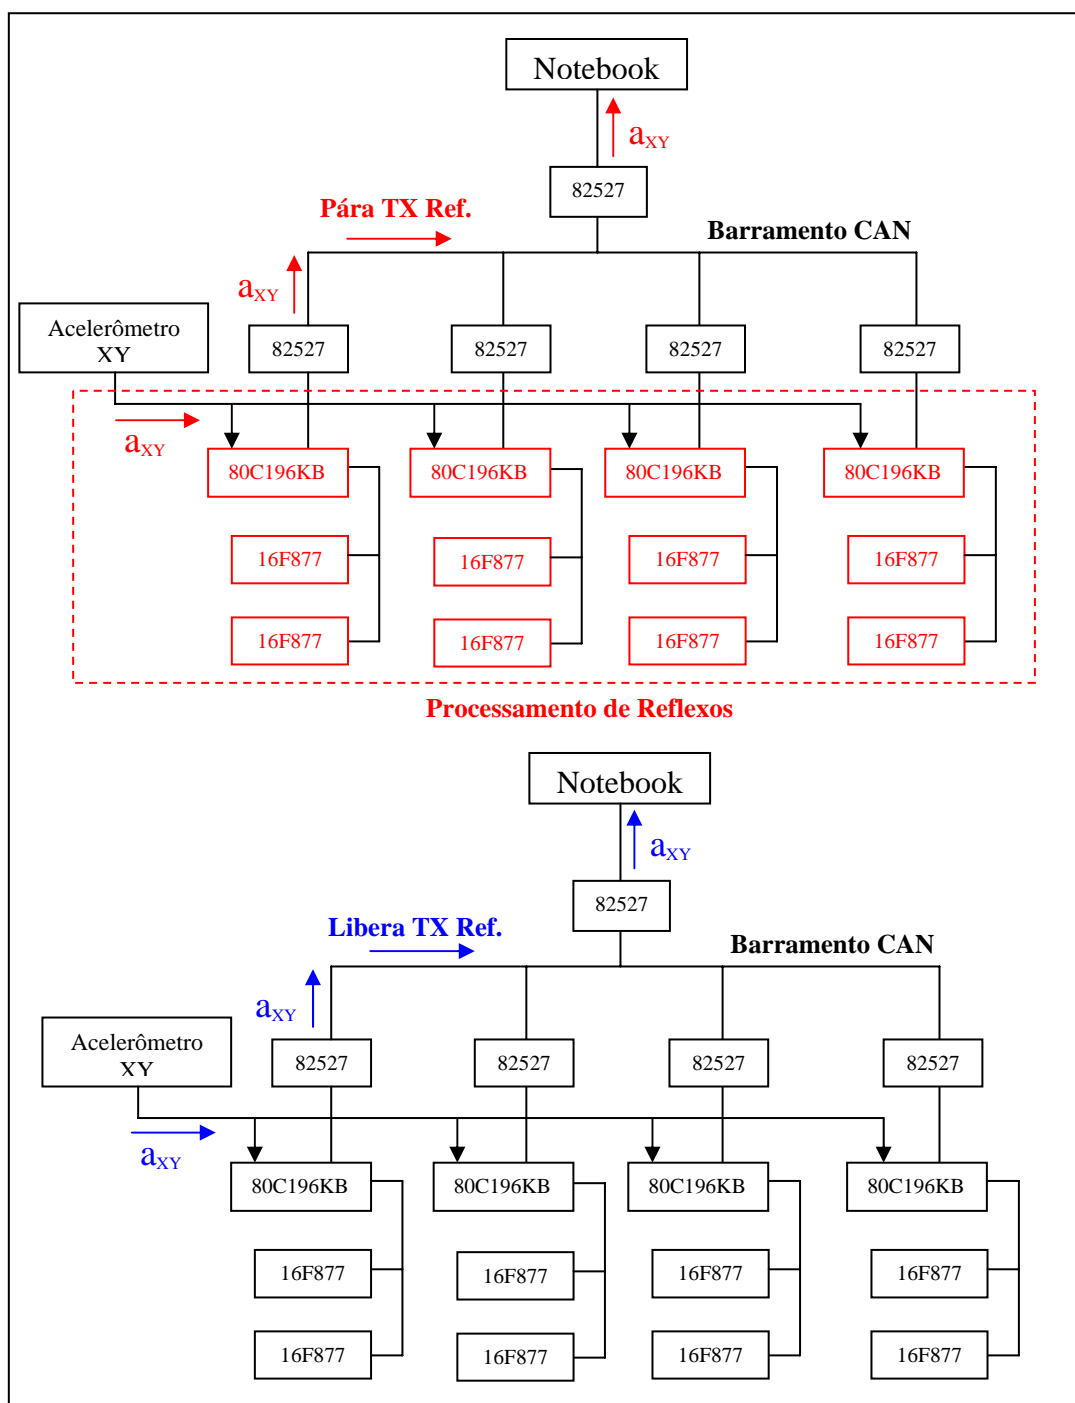 Notebook
aXY
82527
Pára TX Ref.
Barramento CAN
aXY
Acelerômetro
XY
82527 82527 82527 82527
aXY
80C196KB 80C196KB 80C196KB 80C196KB
16F877 16F877 16F877 16F877
16F877 16F877 16F877 16F877
Processamento de Reflexos
Notebook
aXY
82527
Libera TX Ref.
Barramento CAN
aXY
Acelerômetro
XY
82527 82527 82527 82527
aXY
80C196KB 80C196KB 80C196KB 80C196KB
16F877 16F877 16F877 16F877
16F877 16F877 16F877 16F877